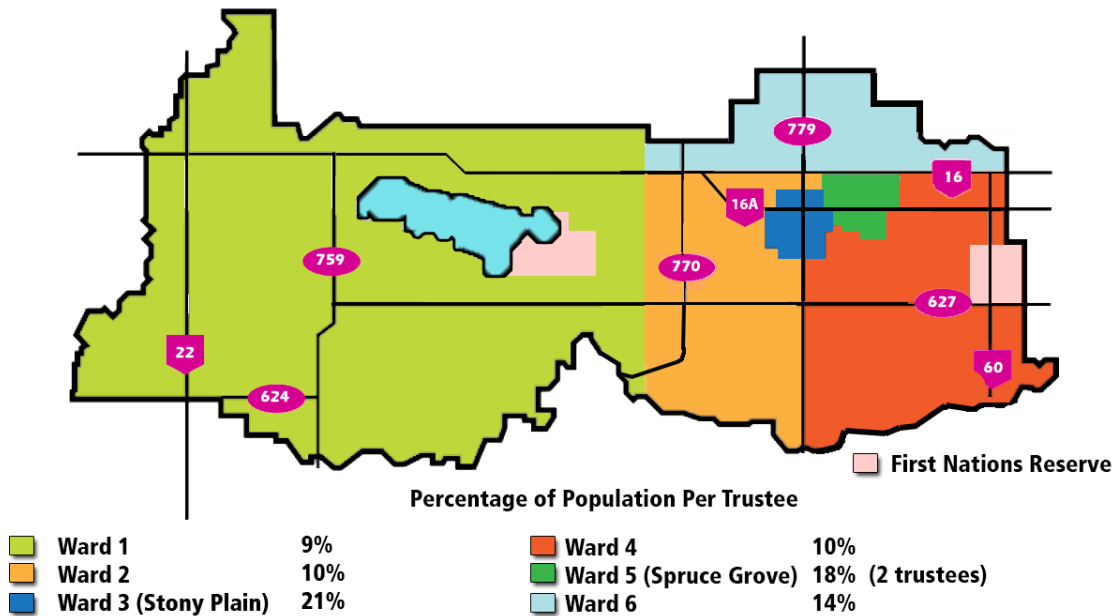 779
16
16A
759
770
627
22
60
624
First Nations Reserve
Percentage of Population Per Trustee
Ward 1 9%
Ward 2 10%
Ward 3 (Stony Plain) 21%
Ward 4 10%
Ward 5 (Spruce Grove) 18% (2 trustees)
Ward 6 14%